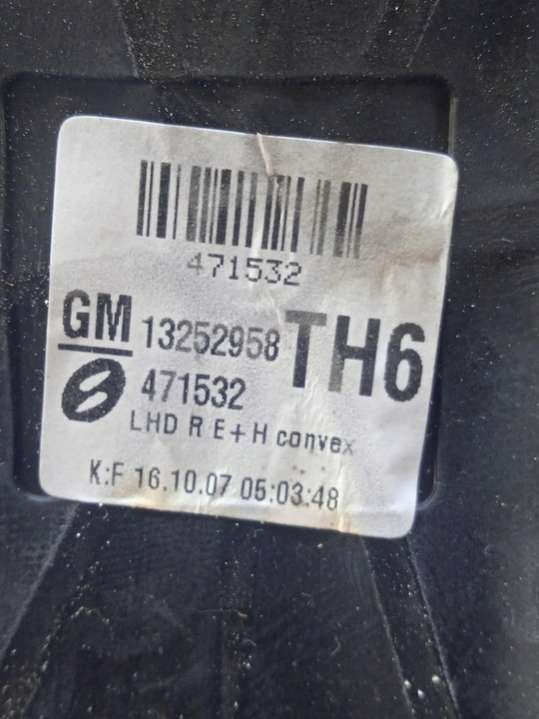 471532
GM 13252958 TH6
471532
LHD R E+H convex
K:F 16.10.07 05:03:48